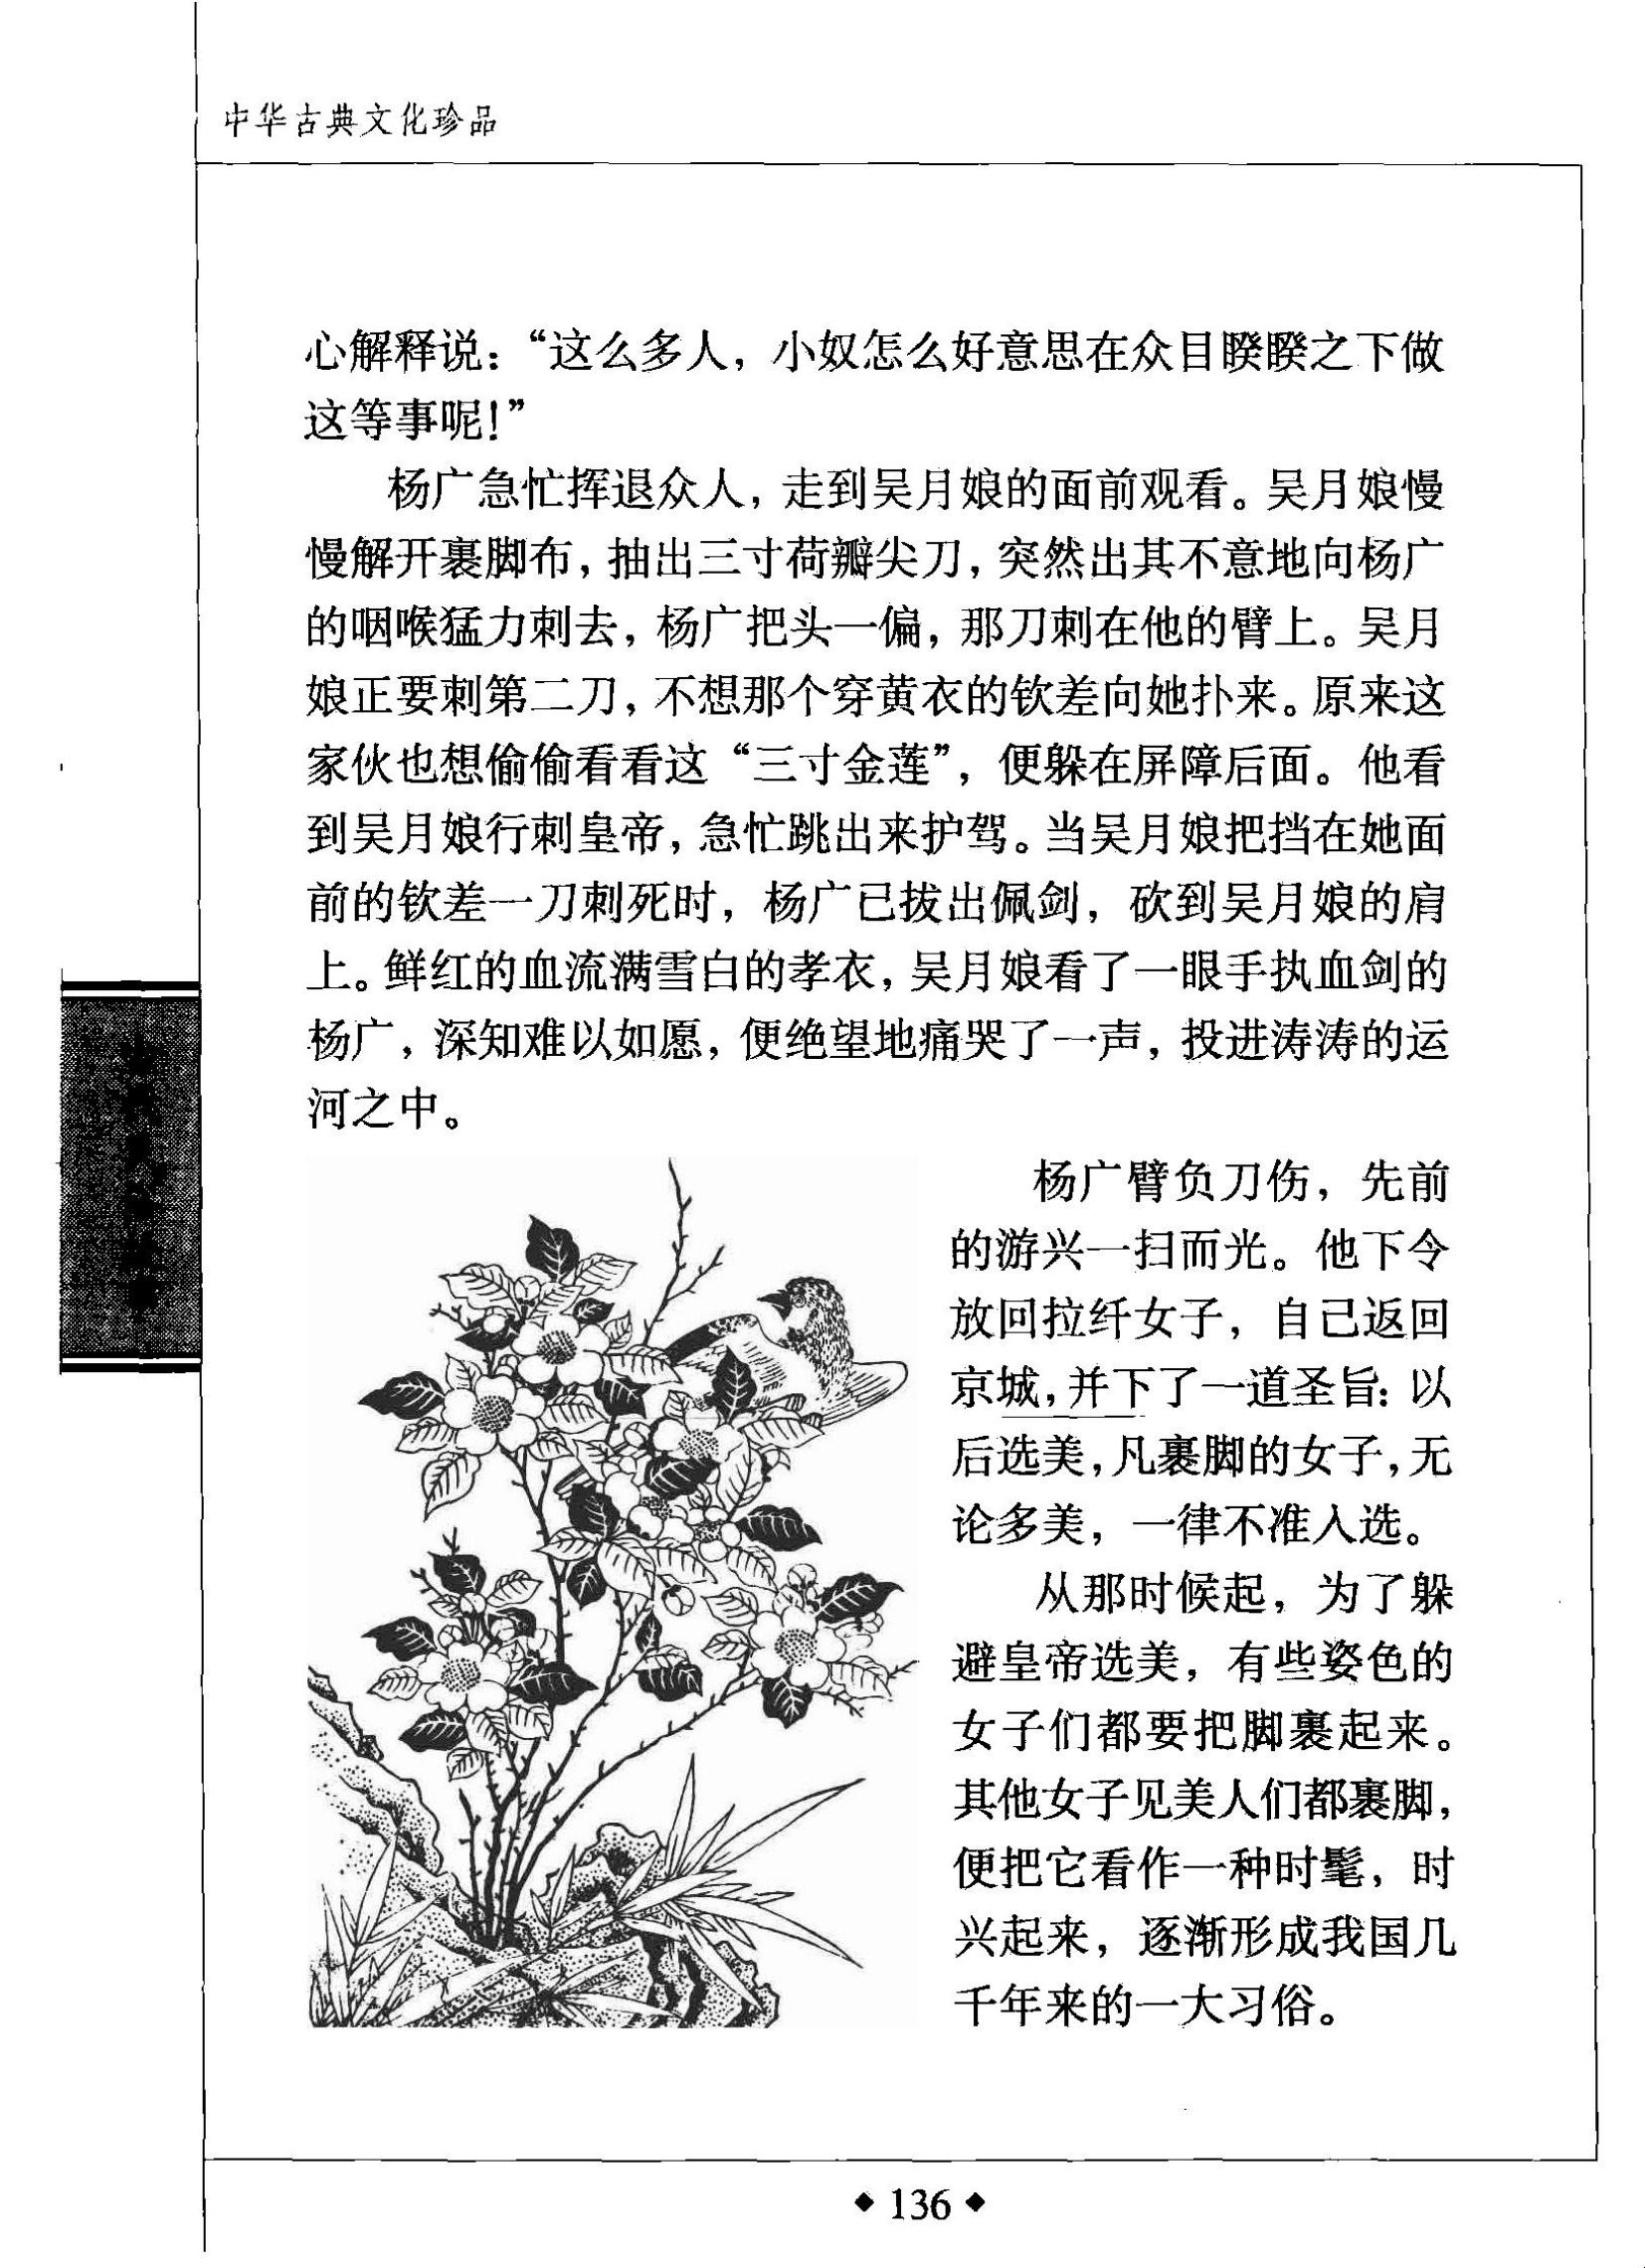 中华古典文化珍品
心解释说：“这么多人，小奴怎么好意思在众目睽睽之下做
这等事呢！”
杨广急忙挥退众人，走到吴月娘的面前观看。吴月娘慢
慢解开裹脚布，抽出三寸荷瓣尖刀，突然出其不意地向杨广
的咽喉猛力刺去，杨广把头一偏，那刀刺在他的臂上。吴月
娘正要刺第二刀，不想那个穿黄衣的钦差向她扑来。原来这
家伙也想偷偷看看这“三寸金莲”，便躲在屏障后面。他看
到吴月娘行刺皇帝，急忙跳出来护驾。当吴月娘把挡在她面
前的钦差一刀刺死时，杨广已拔出佩剑，砍到吴月娘的肩
上。鲜红的血流满雪白的孝衣，吴月娘看了一眼手执血剑的
杨广，深知难以如愿，便绝望地痛哭了一声，投进涛涛的运
河之中。
杨广臂负刀伤，先前
的游兴一扫而光。他下令
放回拉纤女子，自己返回
京城，并下了一道圣旨：以
后选美，凡裹脚的女子，无
论多美，一律不准入选。
从那时候起，为了躲
避皇帝选美，有些姿色的
女子们都要把脚裹起来。
其他女子见美人们都裹脚，
便把它看作一种时髦，时
兴起来，逐渐形成我国几
千年来的一大习俗。
◆ 136 ◆